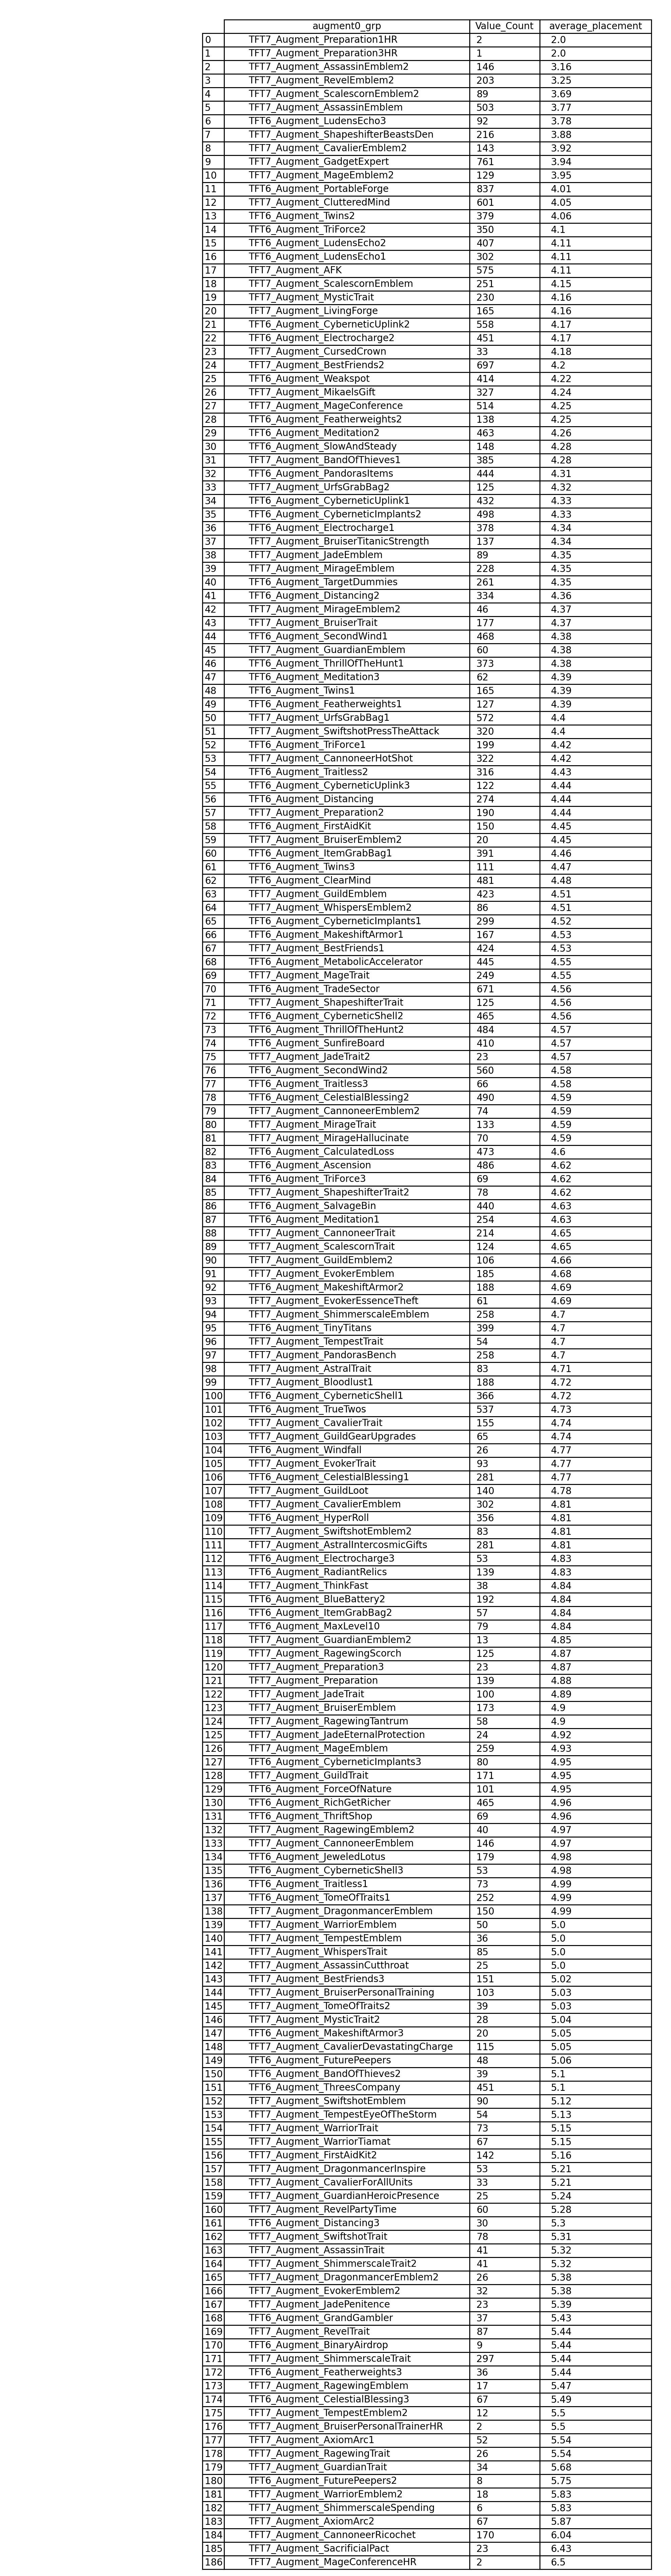 augment0_grp Value_Count average_placement
0 TFT7_Augment_Preparation1HR 2 2.0
1 TFT7_Augment_Preparation3HR 1 2.0
2 TFT7_Augment_AssassinEmblem2 146 3.16
3 TFT7_Augment_RevelEmblem2 203 3.25
4 TFT7_Augment_ScalescornEmblem2 89 3.69
5 TFT7_Augment_AssassinEmblem 503 3.77
6 TFT6_Augment_LudensEcho3 92 3.78
7 TFT7_Augment_ShapeshifterBeastsDen 216 3.88
8 TFT7_Augment_CavalierEmblem2 143 3.92
9 TFT7_Augment_GadgetExpert 761 3.94
10 TFT7_Augment_MageEmblem2 129 3.95
11 TFT6_Augment_PortableForge 837 4.01
12 TFT7_Augment_ClutteredMind 601 4.05
13 TFT6_Augment_Twins2 379 4.06
14 TFT6_Augment_TriForce2 350 4.1
15 TFT6_Augment_LudensEcho2 407 4.11
16 TFT6_Augment_LudensEcho1 302 4.11
17 TFT7_Augment_AFK 575 4.11
18 TFT7_Augment_ScalescornEmblem 251 4.15
19 TFT7_Augment_MysticTrait 230 4.16
20 TFT7_Augment_LivingForge 165 4.16
21 TFT6_Augment_CyberneticUplink2 558 4.17
22 TFT6_Augment_Electrocharge2 451 4.17
23 TFT7_Augment_CursedCrown 33 4.18
24 TFT7_Augment_BestFriends2 697 4.2
25 TFT6_Augment_Weakspot 414 4.22
26 TFT7_Augment_MikaelsGift 327 4.24
27 TFT7_Augment_MageConference 514 4.25
28 TFT6_Augment_Featherweights2 138 4.25
29 TFT6_Augment_Meditation2 463 4.26
30 TFT6_Augment_SlowAndSteady 148 4.28
31 TFT7_Augment_BandOfThieves1 385 4.28
32 TFT6_Augment_PandorasItems 444 4.31
33 TFT7_Augment_UrfsGrabBag2 125 4.32
34 TFT6_Augment_CyberneticUplink1 432 4.33
35 TFT6_Augment_CyberneticImplants2 498 4.33
36 TFT6_Augment_Electrocharge1 378 4.34
37 TFT7_Augment_BruiserTitanicStrength 137 4.34
38 TFT7_Augment_JadeEmblem 89 4.35
39 TFT7_Augment_MirageEmblem 228 4.35
40 TFT6_Augment_TargetDummies 261 4.35
41 TFT6_Augment_Distancing2 334 4.36
42 TFT7_Augment_MirageEmblem2 46 4.37
43 TFT7_Augment_BruiserTrait 177 4.37
44 TFT6_Augment_SecondWind1 468 4.38
45 TFT7_Augment_GuardianEmblem 60 4.38
46 TFT6_Augment_ThrillOfTheHunt1 373 4.38
47 TFT6_Augment_Meditation3 62 4.39
48 TFT6_Augment_Twins1 165 4.39
49 TFT6_Augment_Featherweights1 127 4.39
50 TFT7_Augment_UrfsGrabBag1 572 4.4
51 TFT7_Augment_SwiftshotPressTheAttack 320 4.4
52 TFT6_Augment_TriForce1 199 4.42
53 TFT7_Augment_CannoneerHotShot 322 4.42
54 TFT6_Augment_Traitless2 316 4.43
55 TFT6_Augment_CyberneticUplink3 122 4.44
56 TFT6_Augment_Distancing 274 4.44
57 TFT7_Augment_Preparation2 190 4.44
58 TFT6_Augment_FirstAidKit 150 4.45
59 TFT7_Augment_BruiserEmblem2 20 4.45
60 TFT6_Augment_ItemGrabBag1 391 4.46
61 TFT6_Augment_Twins3 111 4.47
62 TFT6_Augment_ClearMind 481 4.48
63 TFT7_Augment_GuildEmblem 423 4.51
64 TFT7_Augment_WhispersEmblem2 86 4.51
65 TFT6_Augment_CyberneticImplants1 299 4.52
66 TFT6_Augment_MakeshiftArmor1 167 4.53
67 TFT7_Augment_BestFriends1 424 4.53
68 TFT6_Augment_MetabolicAccelerator 445 4.55
69 TFT7_Augment_MageTrait 249 4.55
70 TFT6_Augment_TradeSector 671 4.56
71 TFT7_Augment_ShapeshifterTrait 125 4.56
72 TFT6_Augment_CyberneticShell2 465 4.56
73 TFT6_Augment_ThrillOfTheHunt2 484 4.57
74 TFT6_Augment_SunfireBoard 410 4.57
75 TFT7_Augment_JadeTrait2 23 4.57
76 TFT6_Augment_SecondWind2 560 4.58
77 TFT6_Augment_Traitless3 66 4.58
78 TFT6_Augment_CelestialBlessing2 490 4.59
79 TFT7_Augment_CannoneerEmblem2 74 4.59
80 TFT7_Augment_MirageTrait 133 4.59
81 TFT7_Augment_MirageHallucinate 70 4.59
82 TFT6_Augment_CalculatedLoss 473 4.6
83 TFT6_Augment_Ascension 486 4.62
84 TFT6_Augment_TriForce3 69 4.62
85 TFT7_Augment_ShapeshifterTrait2 78 4.62
86 TFT6_Augment_SalvageBin 440 4.63
87 TFT6_Augment_Meditation1 254 4.63
88 TFT7_Augment_CannoneerTrait 214 4.65
89 TFT7_Augment_ScalescornTrait 124 4.65
90 TFT7_Augment_GuildEmblem2 106 4.66
91 TFT7_Augment_EvokerEmblem 185 4.68
92 TFT6_Augment_MakeshiftArmor2 188 4.69
93 TFT7_Augment_EvokerEssenceTheft 61 4.69
94 TFT7_Augment_ShimmerscaleEmblem 258 4.7
95 TFT6_Augment_TinyTitans 399 4.7
96 TFT7_Augment_TempestTrait 54 4.7
97 TFT7_Augment_PandorasBench 258 4.7
98 TFT7_Augment_AstralTrait 83 4.71
99 TFT7_Augment_Bloodlust1 188 4.72
100 TFT6_Augment_CyberneticShell1 366 4.72
101 TFT6_Augment_TrueTwos 537 4.73
102 TFT7_Augment_CavalierTrait 155 4.74
103 TFT7_Augment_GuildGearUpgrades 65 4.74
104 TFT6_Augment_Windfall 26 4.77
105 TFT7_Augment_EvokerTrait 93 4.77
106 TFT6_Augment_CelestialBlessing1 281 4.77
107 TFT7_Augment_GuildLoot 140 4.78
108 TFT7_Augment_CavalierEmblem 302 4.81
109 TFT6_Augment_HyperRoll 356 4.81
110 TFT7_Augment_SwiftshotEmblem2 83 4.81
111 TFT7_Augment_AstralIntercosmicGifts 281 4.81
112 TFT6_Augment_Electrocharge3 53 4.83
113 TFT6_Augment_RadiantRelics 139 4.83
114 TFT7_Augment_ThinkFast 38 4.84
115 TFT6_Augment_BlueBattery2 192 4.84
116 TFT6_Augment_ItemGrabBag2 57 4.84
117 TFT6_Augment_MaxLevel10 79 4.84
118 TFT7_Augment_GuardianEmblem2 13 4.85
119 TFT7_Augment_RagewingScorch 125 4.87
120 TFT7_Augment_Preparation3 23 4.87
121 TFT7_Augment_Preparation 139 4.88
122 TFT7_Augment_JadeTrait 100 4.89
123 TFT7_Augment_BruiserEmblem 173 4.9
124 TFT7_Augment_RagewingTantrum 58 4.9
125 TFT7_Augment_JadeEternalProtection 24 4.92
126 TFT7_Augment_MageEmblem 259 4.93
127 TFT6_Augment_CyberneticImplants3 80 4.95
128 TFT7_Augment_GuildTrait 171 4.95
129 TFT6_Augment_ForceOfNature 101 4.95
130 TFT6_Augment_RichGetRicher 465 4.96
131 TFT6_Augment_ThriftShop 69 4.96
132 TFT7_Augment_RagewingEmblem2 40 4.97
133 TFT7_Augment_CannoneerEmblem 146 4.97
134 TFT6_Augment_JeweledLotus 179 4.98
135 TFT6_Augment_CyberneticShell3 53 4.98
136 TFT6_Augment_Traitless1 73 4.99
137 TFT6_Augment_TomeOfTraits1 252 4.99
138 TFT7_Augment_DragonmancerEmblem 150 4.99
139 TFT7_Augment_WarriorEmblem 50 5.0
140 TFT7_Augment_TempestEmblem 36 5.0
141 TFT7_Augment_WhispersTrait 85 5.0
142 TFT7_Augment_AssassinCutthroat 25 5.0
143 TFT7_Augment_BestFriends3 151 5.02
144 TFT7_Augment_BruiserPersonalTraining 103 5.03
145 TFT7_Augment_TomeOfTraits2 39 5.03
146 TFT7_Augment_MysticTrait2 28 5.04
147 TFT6_Augment_MakeshiftArmor3 20 5.05
148 TFT7_Augment_CavalierDevastatingCharge 115 5.05
149 TFT6_Augment_FuturePeepers 48 5.06
150 TFT7_Augment_BandOfThieves2 39 5.1
151 TFT6_Augment_ThreesCompany 451 5.1
152 TFT7_Augment_SwiftshotEmblem 90 5.12
153 TFT7_Augment_TempestEyeOfTheStorm 54 5.13
154 TFT7_Augment_WarriorTrait 73 5.15
155 TFT7_Augment_WarriorTiamat 67 5.15
156 TFT7_Augment_FirstAidKit2 142 5.16
157 TFT7_Augment_DragonmancerInspire 53 5.21
158 TFT7_Augment_CavalierForAllUnits 33 5.21
159 TFT7_Augment_GuardianHeroicPresence 25 5.24
160 TFT7_Augment_RevelPartyTime 60 5.28
161 TFT6_Augment_Distancing3 30 5.3
162 TFT7_Augment_SwiftshotTrait 78 5.31
163 TFT7_Augment_AssassinTrait 41 5.32
164 TFT7_Augment_ShimmerscaleTrait2 41 5.32
165 TFT7_Augment_DragonmancerEmblem2 26 5.38
166 TFT7_Augment_EvokerEmblem2 32 5.38
167 TFT7_Augment_JadePenitence 23 5.39
168 TFT6_Augment_GrandGambler 37 5.43
169 TFT7_Augment_RevelTrait 87 5.44
170 TFT6_Augment_BinaryAirdrop 9 5.44
171 TFT7_Augment_ShimmerscaleTrait 297 5.44
172 TFT6_Augment_Featherweights3 36 5.44
173 TFT7_Augment_RagewingEmblem 17 5.47
174 TFT6_Augment_CelestialBlessing3 67 5.49
175 TFT7_Augment_TempestEmblem2 12 5.5
176 TFT7_Augment_BruiserPersonalTrainerHR 2 5.5
177 TFT7_Augment_AxiomArc1 52 5.54
178 TFT7_Augment_RagewingTrait 26 5.54
179 TFT7_Augment_GuardianTrait 34 5.68
180 TFT6_Augment_FuturePeepers2 8 5.75
181 TFT7_Augment_WarriorEmblem2 18 5.83
182 TFT7_Augment_ShimmerscaleSpending 6 5.83
183 TFT7_Augment_AxiomArc2 67 5.87
184 TFT7_Augment_CannoneerRicochet 170 6.04
185 TFT7_Augment_SacrificialPact 23 6.43
186 TFT7_Augment_MageConferenceHR 2 6.5